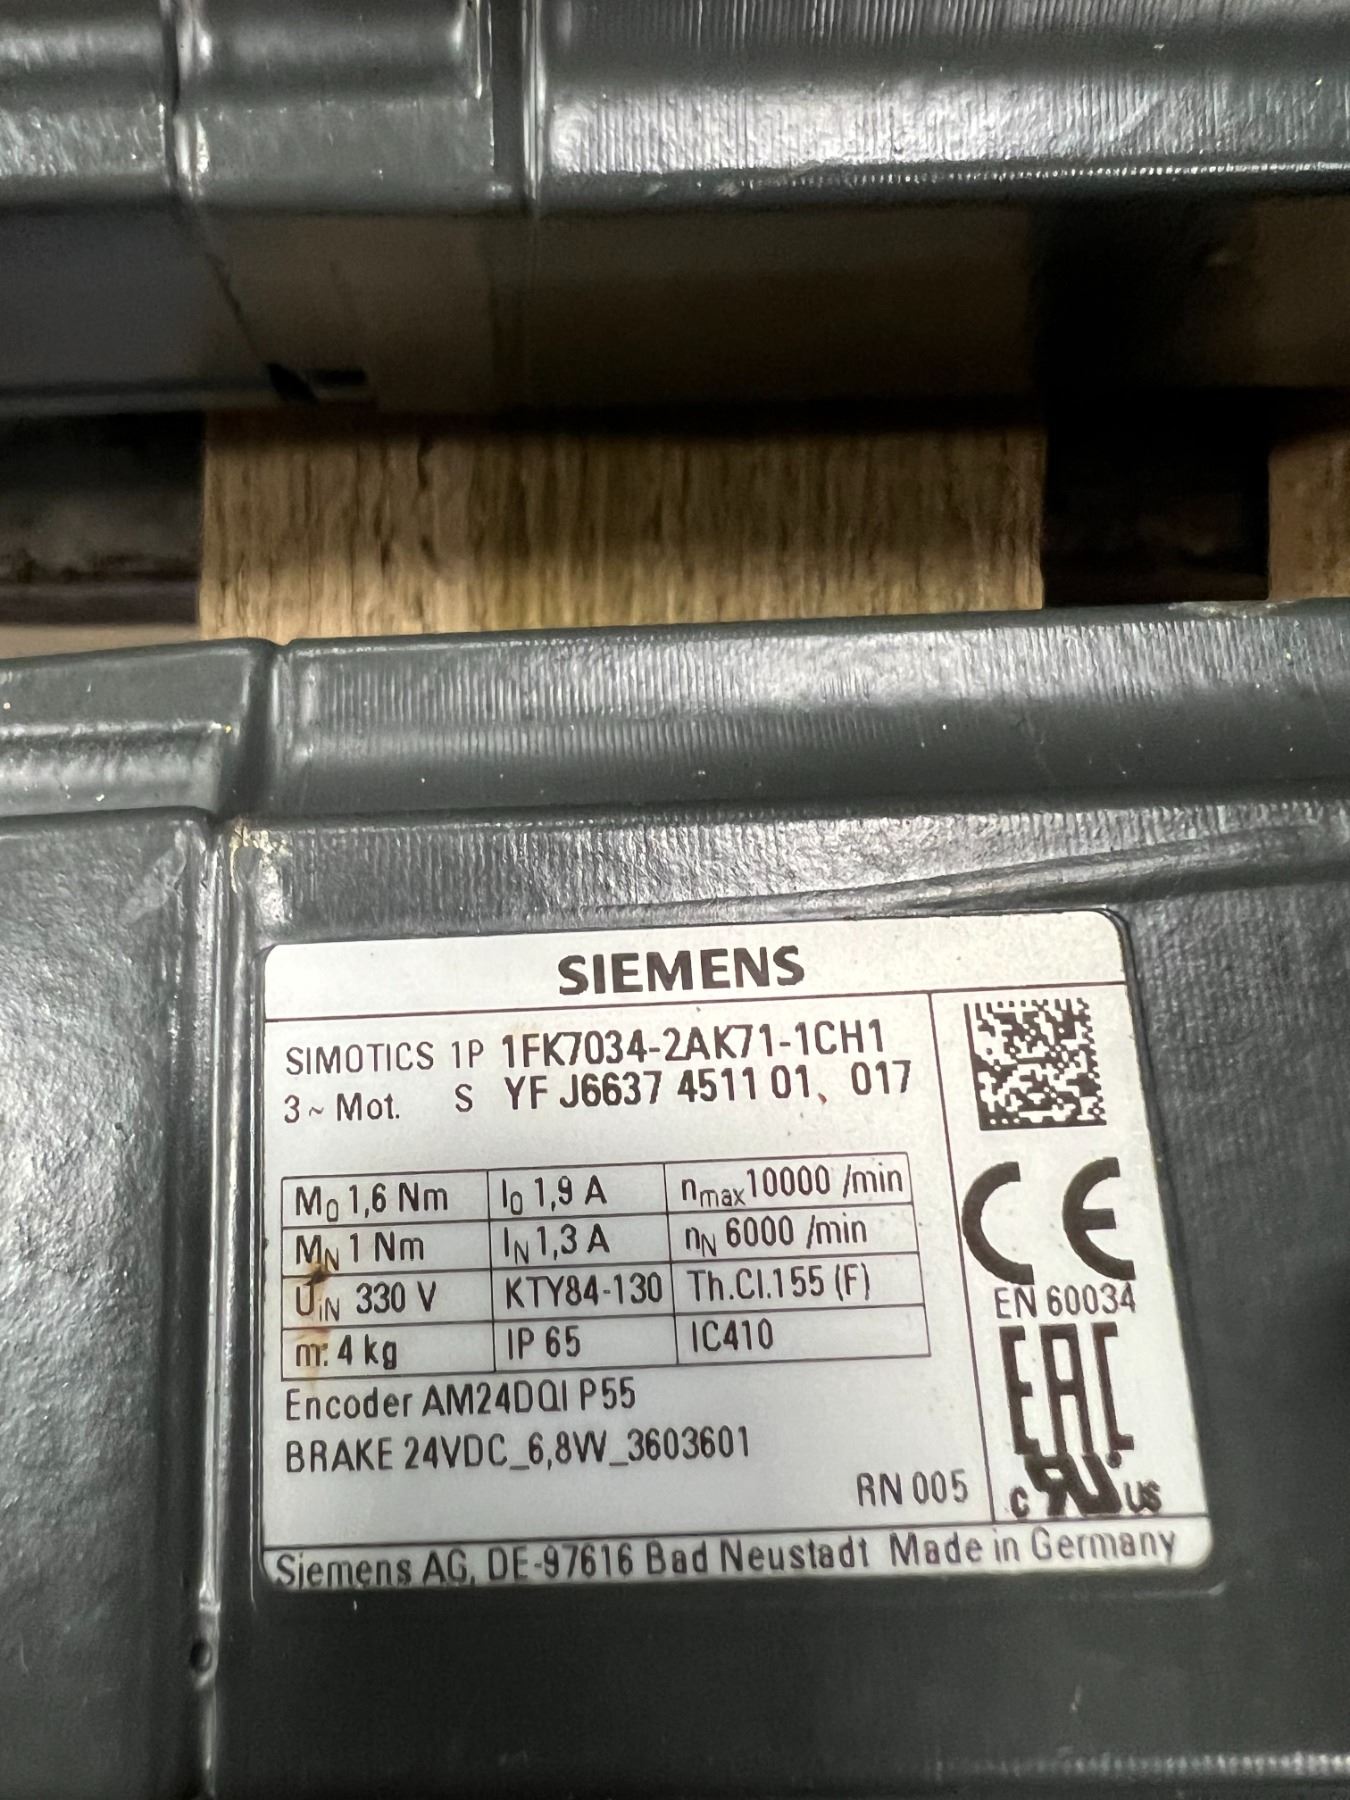 SIEMENS
SIMOTICS 1P 1FK7034-2AK71-1CH1
3 ~ Mot. S YF J6637 4511 01, 017
M0 1,6 Nm I0 1,9 A nmax 10000 /min
MN 1 Nm IN 1,3 A nN 6000 /min
UiN 330 V KTY84-130 Th.Cl.155 (F)
m: 4 kg IP 65 IC410
Encoder AM24DQI P55
BRAKE 24VDC_6,8W_3603601
RN 005
CE
EN 60034
EAC
c RU us
Siemens AG, DE-97616 Bad Neustadt Made in Germany